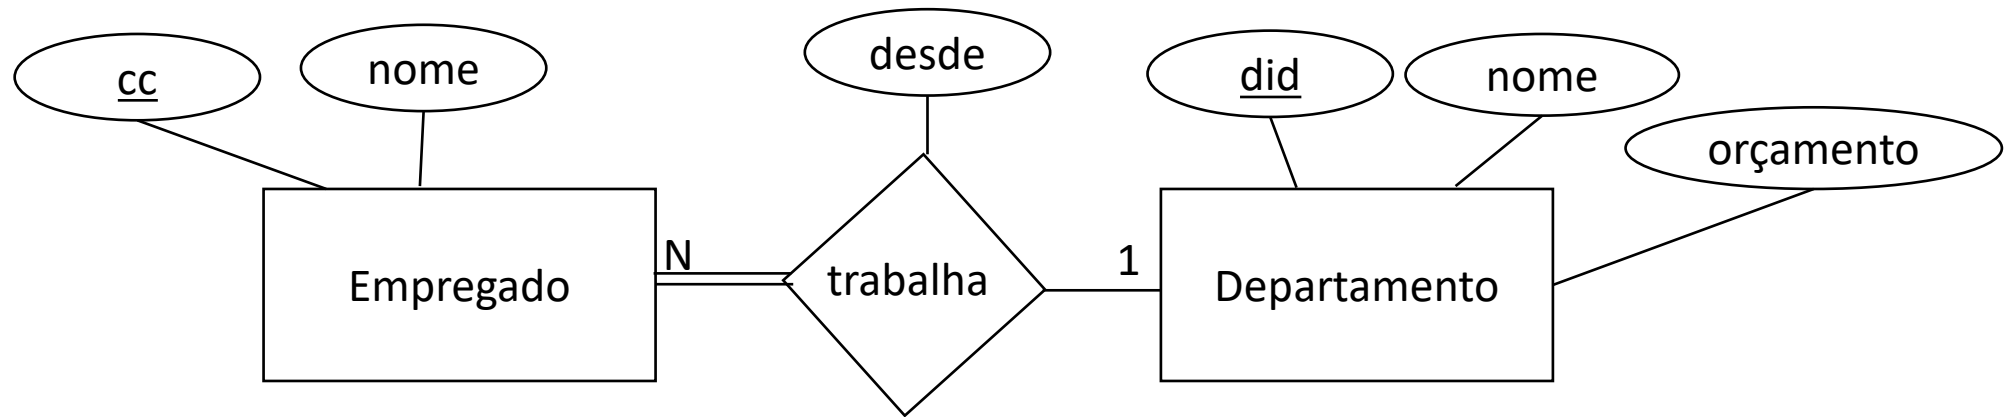 cc
nome
desde
did
nome
orçamento
N
1
Empregado
trabalha
Departamento